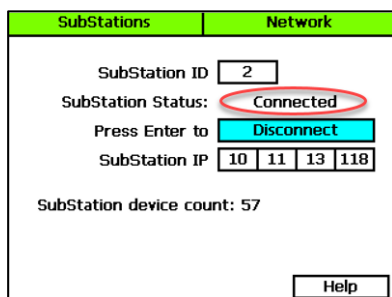 SubStations Network
SubStation ID 2
SubStation Status: Connected
Press Enter to Disconnect
SubStation IP 10 11 13 118
SubStation device count: 57
Help